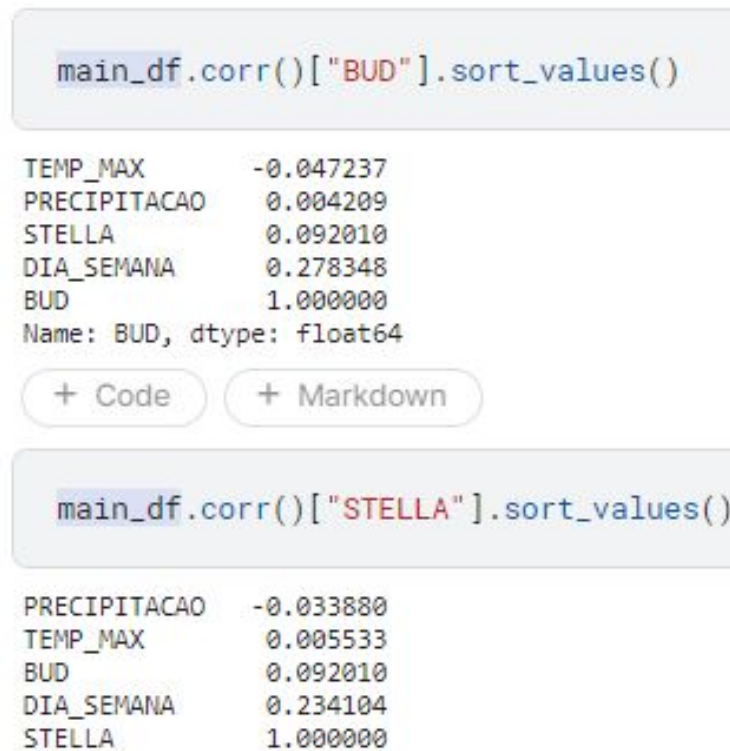 main_df.corr()["BUD"].sort_values()
TEMP_MAX -0.047237
PRECIPITACAO 0.004209
STELLA 0.092010
DIA_SEMANA 0.278348
BUD 1.000000
Name: BUD, dtype: float64
+ Code + Markdown
main_df.corr()["STELLA"].sort_values()
PRECIPITACAO -0.033880
TEMP_MAX 0.005533
BUD 0.092010
DIA_SEMANA 0.234104
STELLA 1.000000